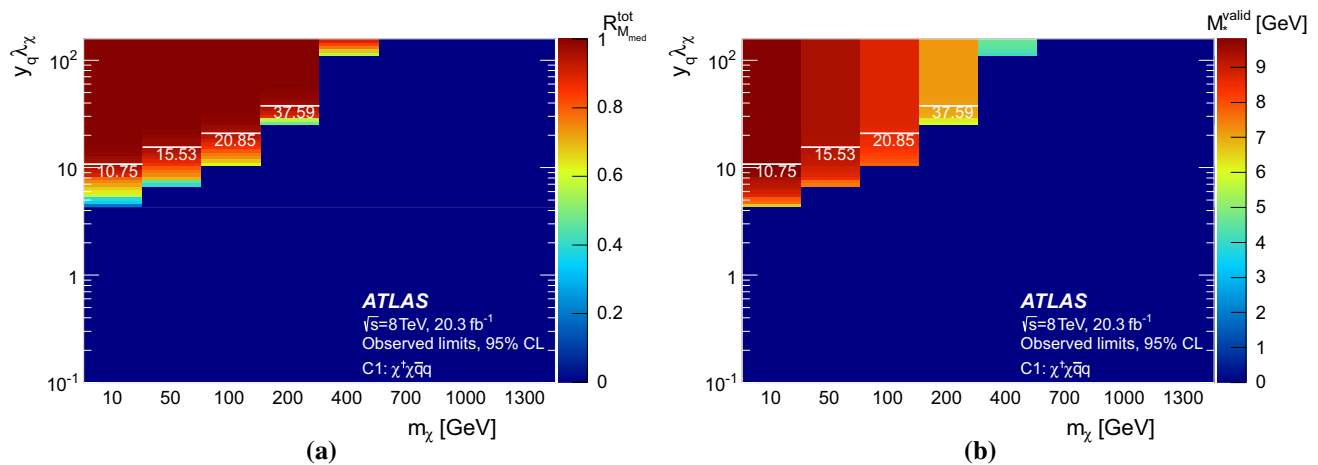 R^tot_M_med
1
0.8
0.6
0.4
0.2
0
y_q λ_χ
10²
10
1
10⁻¹
10.75
15.53
20.85
37.59
ATLAS
√s=8 TeV, 20.3 fb⁻¹
Observed limits, 95% CL
C1: χ⁺χq̄q
10 50 100 200 400 700 1000 1300
m_χ [GeV]
(a)
M_*^valid [GeV]
9
8
7
6
5
4
3
2
1
0
y_q λ_χ
10²
10
1
10⁻¹
10.75
15.53
20.85
37.59
ATLAS
√s=8 TeV, 20.3 fb⁻¹
Observed limits, 95% CL
C1: χ⁺χq̄q
10 50 100 200 400 700 1000 1300
m_χ [GeV]
(b)